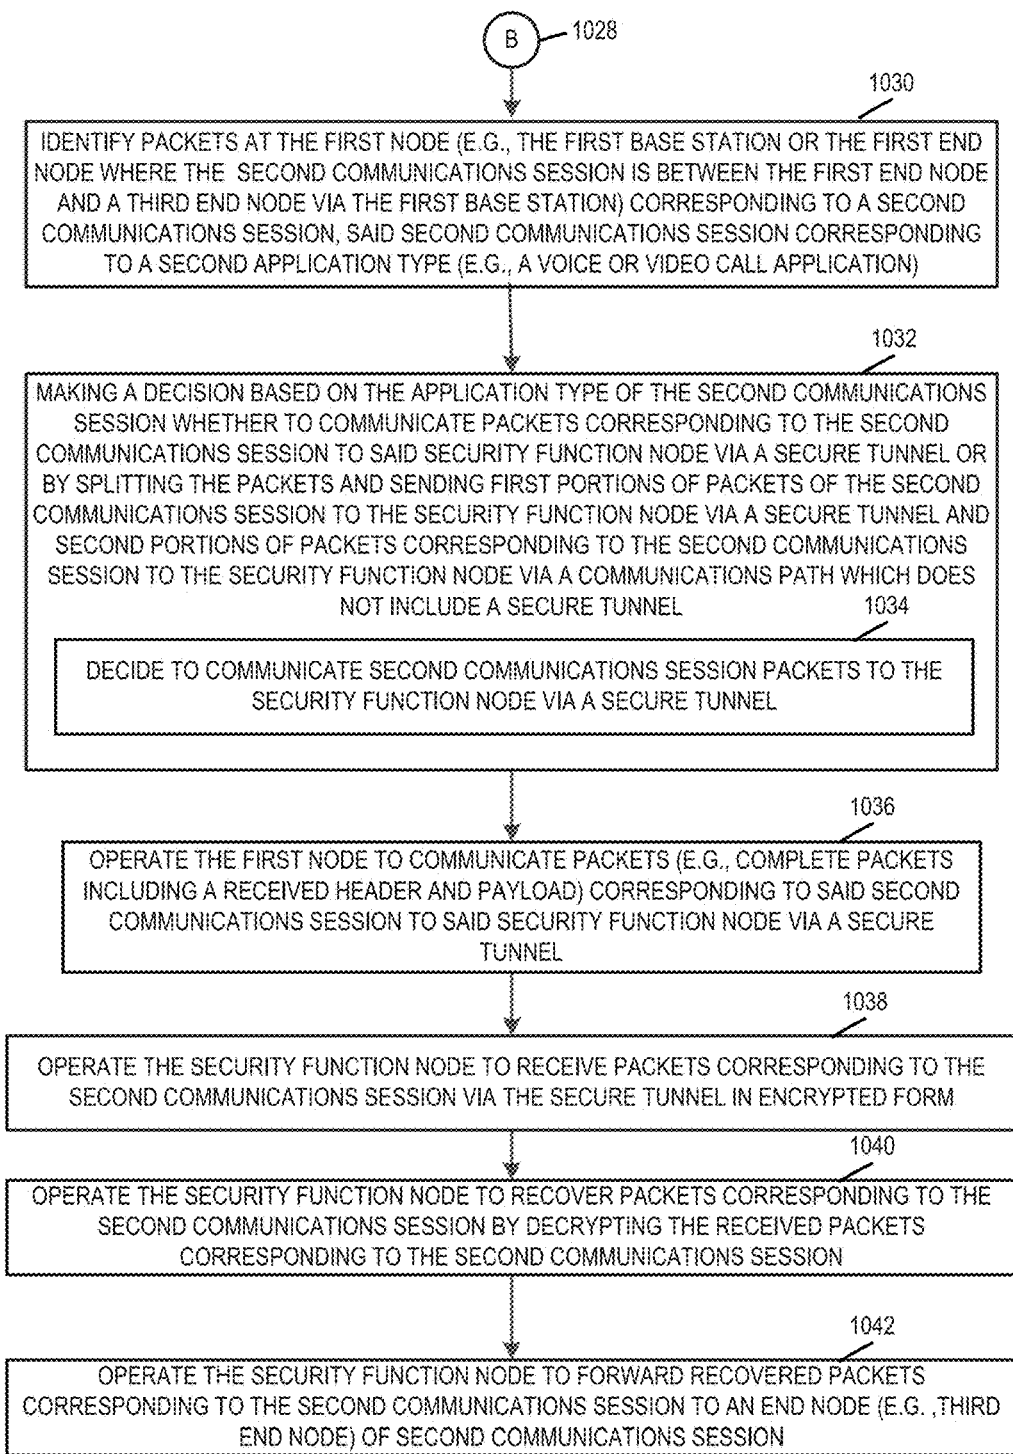 B
1028
1030
IDENTIFY PACKETS AT THE FIRST NODE (E.G., THE FIRST BASE STATION OR THE FIRST END
NODE WHERE THE SECOND COMMUNICATIONS SESSION IS BETWEEN THE FIRST END NODE
AND A THIRD END NODE VIA THE FIRST BASE STATION) CORRESPONDING TO A SECOND
COMMUNICATIONS SESSION, SAID SECOND COMMUNICATIONS SESSION CORRESPONDING
TO A SECOND APPLICATION TYPE (E.G., A VOICE OR VIDEO CALL APPLICATION)
1032
MAKING A DECISION BASED ON THE APPLICATION TYPE OF THE SECOND COMMUNICATIONS
SESSION WHETHER TO COMMUNICATE PACKETS CORRESPONDING TO THE SECOND
COMMUNICATIONS SESSION TO SAID SECURITY FUNCTION NODE VIA A SECURE TUNNEL OR
BY SPLITTING THE PACKETS AND SENDING FIRST PORTIONS OF PACKETS OF THE SECOND
COMMUNICATIONS SESSION TO THE SECURITY FUNCTION NODE VIA A SECURE TUNNEL AND
SECOND PORTIONS OF PACKETS CORRESPONDING TO THE SECOND COMMUNICATIONS
SESSION TO THE SECURITY FUNCTION NODE VIA A COMMUNICATIONS PATH WHICH DOES
NOT INCLUDE A SECURE TUNNEL
1034
DECIDE TO COMMUNICATE SECOND COMMUNICATIONS SESSION PACKETS TO THE
SECURITY FUNCTION NODE VIA A SECURE TUNNEL
1036
OPERATE THE FIRST NODE TO COMMUNICATE PACKETS (E.G., COMPLETE PACKETS
INCLUDING A RECEIVED HEADER AND PAYLOAD) CORRESPONDING TO SAID SECOND
COMMUNICATIONS SESSION TO SAID SECURITY FUNCTION NODE VIA A SECURE
TUNNEL
1038
OPERATE THE SECURITY FUNCTION NODE TO RECEIVE PACKETS CORRESPONDING TO THE
SECOND COMMUNICATIONS SESSION VIA THE SECURE TUNNEL IN ENCRYPTED FORM
1040
OPERATE THE SECURITY FUNCTION NODE TO RECOVER PACKETS CORRESPONDING TO THE
SECOND COMMUNICATIONS SESSION BY DECRYPTING THE RECEIVED PACKETS
CORRESPONDING TO THE SECOND COMMUNICATIONS SESSION
1042
OPERATE THE SECURITY FUNCTION NODE TO FORWARD RECOVERED PACKETS
CORRESPONDING TO THE SECOND COMMUNICATIONS SESSION TO AN END NODE (E.G. ,THIRD
END NODE) OF SECOND COMMUNICATIONS SESSION